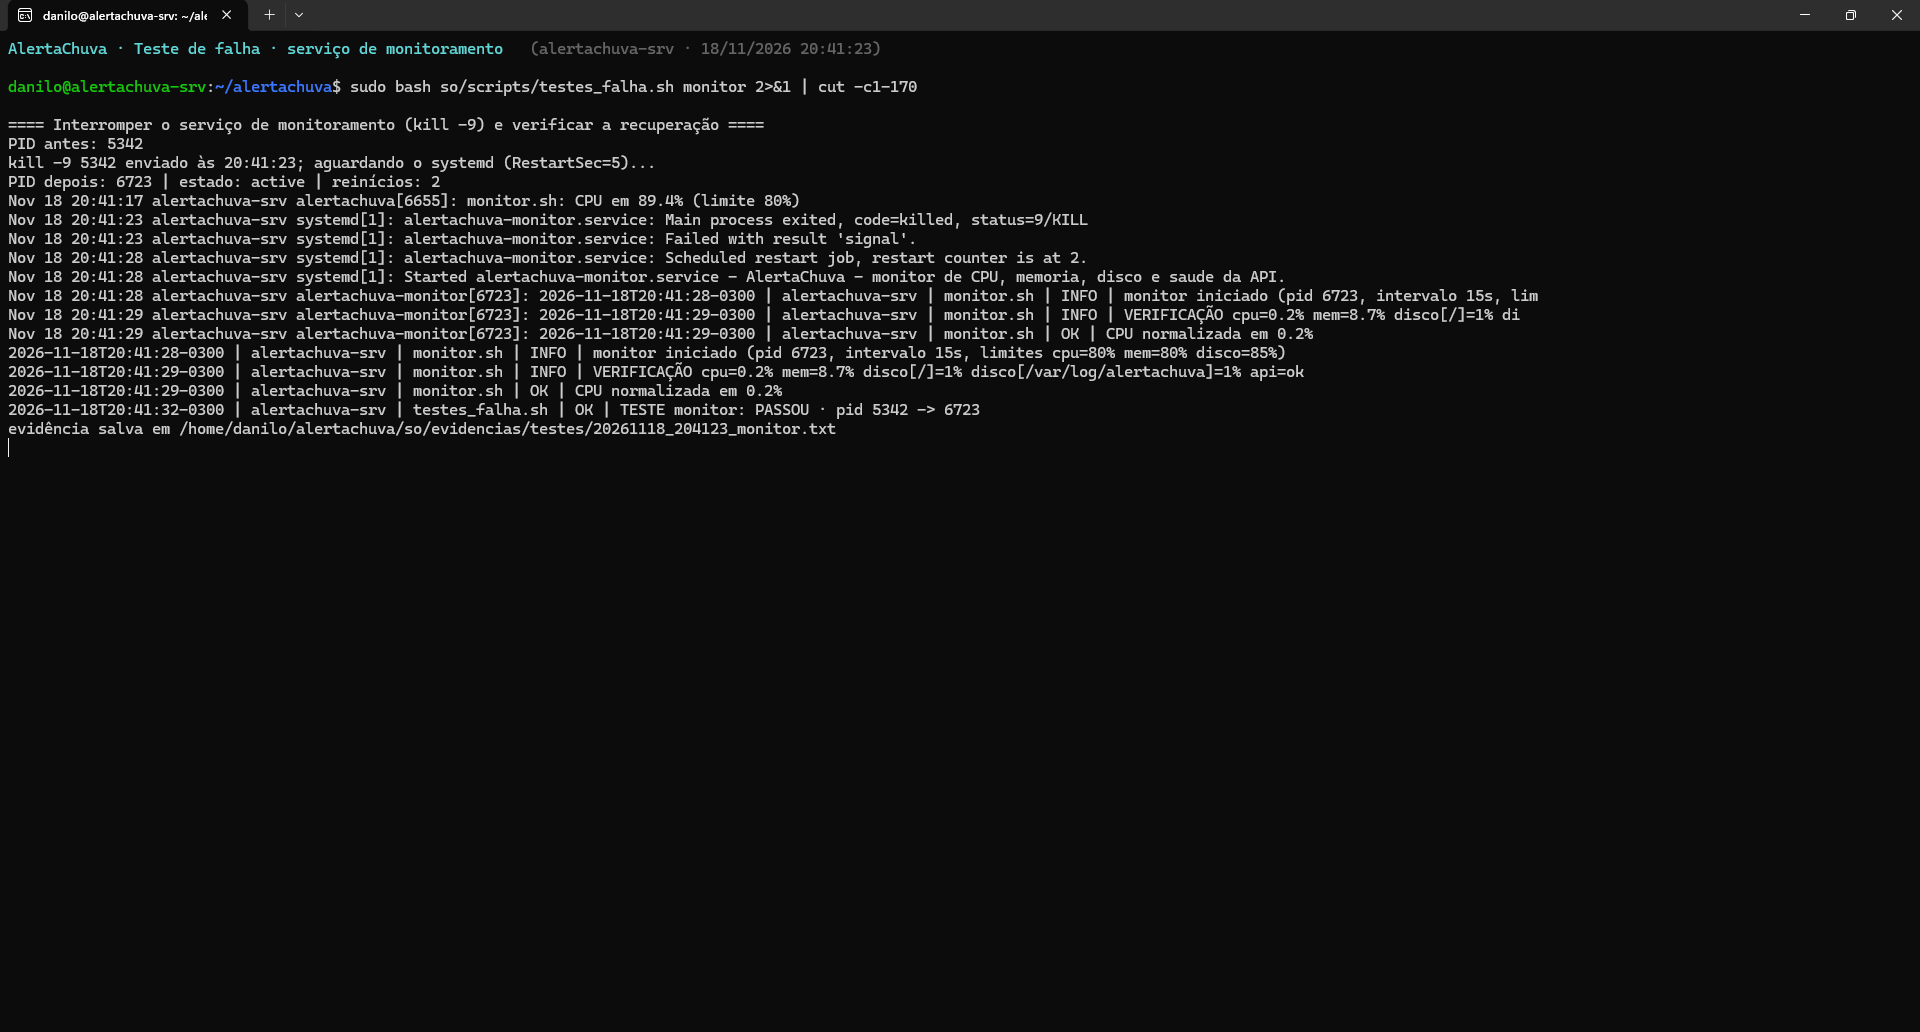 danilo@alertachuva-srv: ~/ale
AlertaChuva · Teste de falha · serviço de monitoramento (alertachuva-srv · 18/11/2026 20:41:23)
danilo@alertachuva-srv:~/alertachuva$ sudo bash so/scripts/testes_falha.sh monitor 2>&1 | cut -c1-170
==== Interromper o serviço de monitoramento (kill -9) e verificar a recuperação ====
PID antes: 5342
kill -9 5342 enviado às 20:41:23; aguardando o systemd (RestartSec=5)...
PID depois: 6723 | estado: active | reinícios: 2
Nov 18 20:41:17 alertachuva-srv alertachuva[6655]: monitor.sh: CPU em 89.4% (limite 80%)
Nov 18 20:41:23 alertachuva-srv systemd[1]: alertachuva-monitor.service: Main process exited, code=killed, status=9/KILL
Nov 18 20:41:23 alertachuva-srv systemd[1]: alertachuva-monitor.service: Failed with result 'signal'.
Nov 18 20:41:28 alertachuva-srv systemd[1]: alertachuva-monitor.service: Scheduled restart job, restart counter is at 2.
Nov 18 20:41:28 alertachuva-srv systemd[1]: Started alertachuva-monitor.service - AlertaChuva - monitor de CPU, memoria, disco e saude da API.
Nov 18 20:41:28 alertachuva-srv alertachuva-monitor[6723]: 2026-11-18T20:41:28-0300 | alertachuva-srv | monitor.sh | INFO | monitor iniciado (pid 6723, intervalo 15s, lim
Nov 18 20:41:29 alertachuva-srv alertachuva-monitor[6723]: 2026-11-18T20:41:29-0300 | alertachuva-srv | monitor.sh | INFO | VERIFICAÇÃO cpu=0.2% mem=8.7% disco[/]=1% di
Nov 18 20:41:29 alertachuva-srv alertachuva-monitor[6723]: 2026-11-18T20:41:29-0300 | alertachuva-srv | monitor.sh | OK | CPU normalizada em 0.2%
2026-11-18T20:41:28-0300 | alertachuva-srv | monitor.sh | INFO | monitor iniciado (pid 6723, intervalo 15s, limites cpu=80% mem=80% disco=85%)
2026-11-18T20:41:29-0300 | alertachuva-srv | monitor.sh | INFO | VERIFICAÇÃO cpu=0.2% mem=8.7% disco[/]=1% disco[/var/log/alertachuva]=1% api=ok
2026-11-18T20:41:29-0300 | alertachuva-srv | monitor.sh | OK | CPU normalizada em 0.2%
2026-11-18T20:41:32-0300 | alertachuva-srv | testes_falha.sh | OK | TESTE monitor: PASSOU · pid 5342 -> 6723
evidência salva em /home/danilo/alertachuva/so/evidencias/testes/20261118_204123_monitor.txt